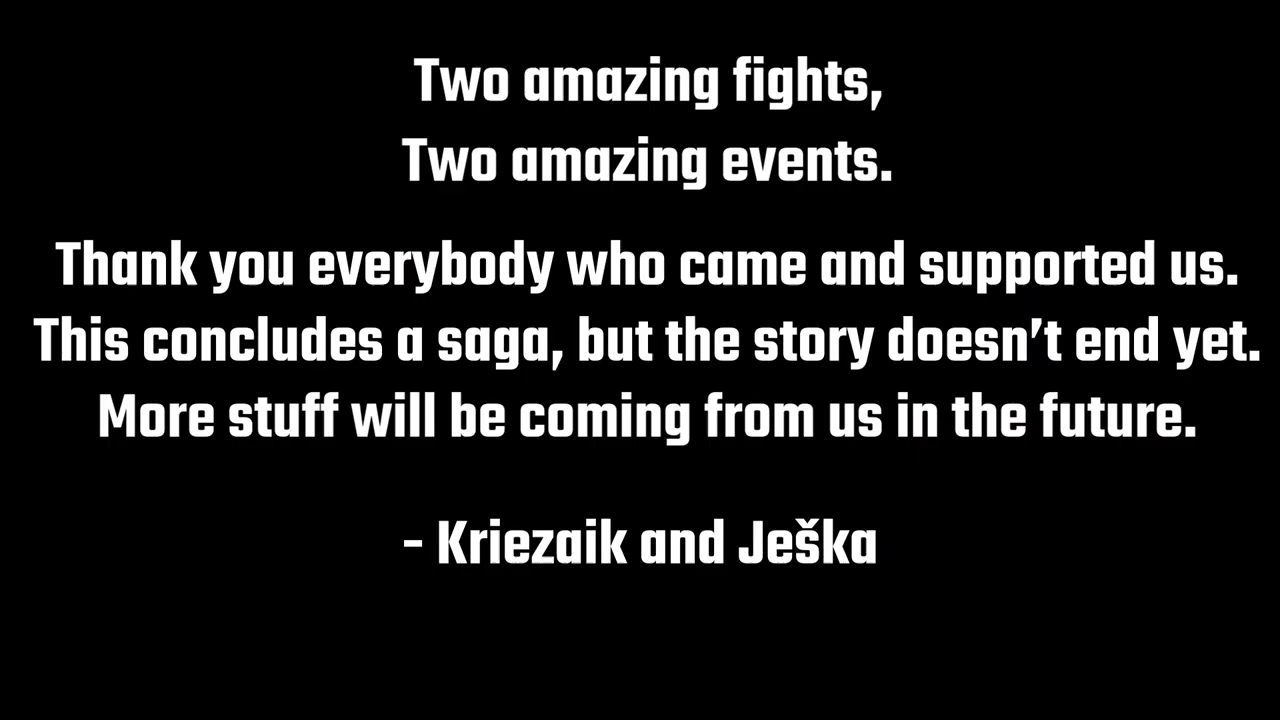 Two amazing fights,
Two amazing events.
Thank you everybody who came and supported us.
This concludes a saga, but the story doesn’t end yet.
More stuff will be coming from us in the future.
- Kriezaik and Ješka